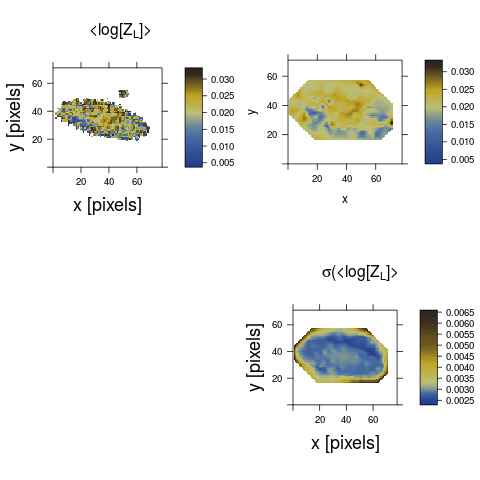 <log[Z_L]>
60
40
20
y [pixels]
20 40 60
x [pixels]
0.030
0.025
0.020
0.015
0.010
0.005
60
40
20
y
20 40 60
x
0.030
0.025
0.020
0.015
0.010
0.005
σ(<log[Z_L]>
60
40
20
y [pixels]
20 40 60
x [pixels]
0.0065
0.0060
0.0055
0.0050
0.0045
0.0040
0.0035
0.0030
0.0025